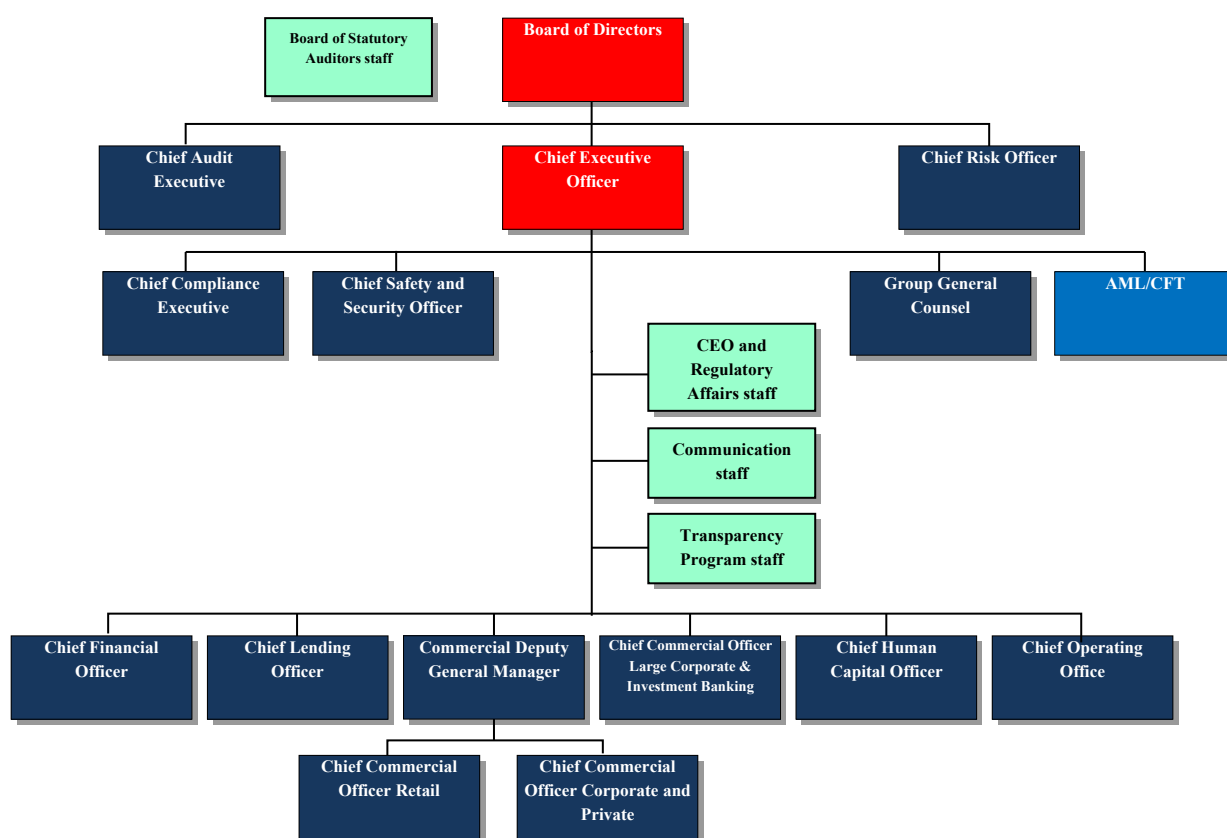 Board of Statutory
Auditors staff
Board of Directors
Chief Audit
Executive
Chief Executive
Officer
Chief Risk Officer
Chief Compliance
Executive
Chief Safety and
Security Officer
Group General
Counsel
AML/CFT
CEO and
Regulatory
Affairs staff
Communication
staff
Transparency
Program staff
Chief Financial
Officer
Chief Lending
Officer
Commercial Deputy
General Manager
Chief Commercial Officer
Large Corporate &
Investment Banking
Chief Human
Capital Officer
Chief Operating
Office
Chief Commercial
Officer Retail
Chief Commercial
Officer Corporate and
Private